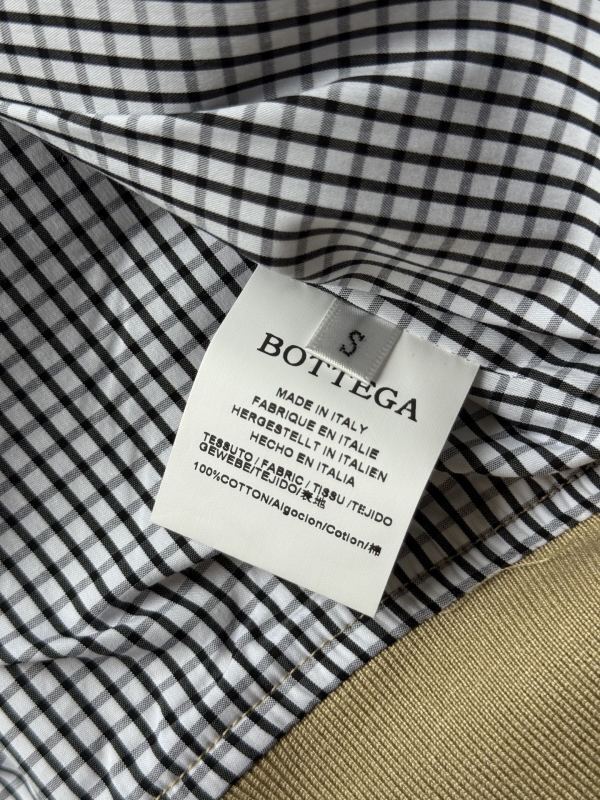 S
BOTTEGA
MADE IN ITALY
FABRIQUE EN ITALIE
HERGESTELLT IN ITALIEN
HECHO EN ITALIA
TESSUTO / FABRIC / TISSU /TEJIDO
GEWEBE/TEJIDO/表地
100%COTTON/Algocion/Cotion/棉